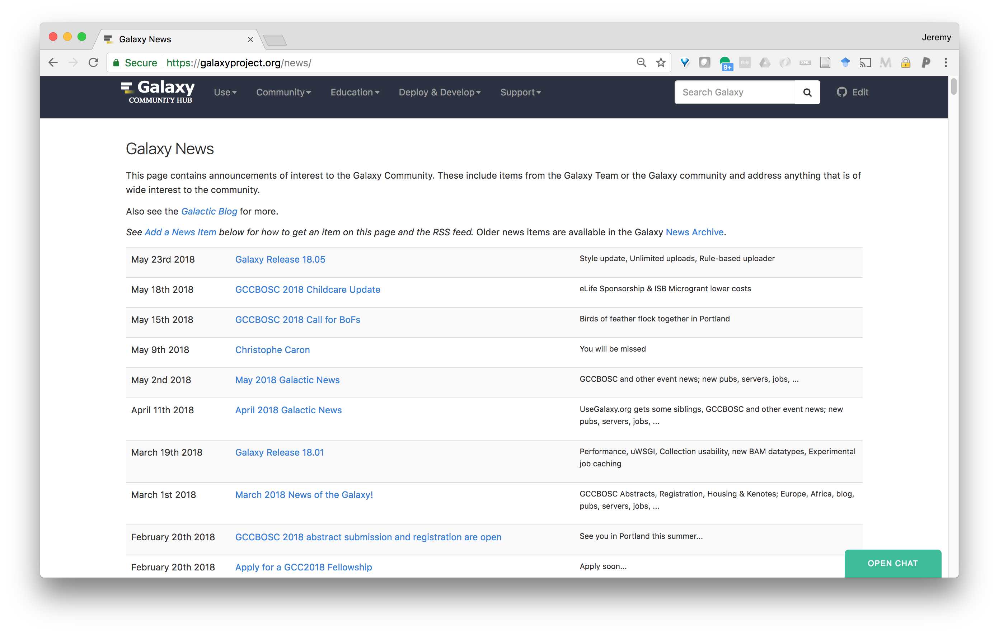 Galaxy News
Jeremy
Secure https://galaxyproject.org/news/
9+
pexip
XML
Galaxy
COMMUNITY HUB
Use
Community
Education
Deploy & Develop
Support
Search Galaxy
Edit
Galaxy News
This page contains announcements of interest to the Galaxy Community. These include items from the Galaxy Team or the Galaxy community and address anything that is of
wide interest to the community.
Also see the Galactic Blog for more.
See Add a News Item below for how to get an item on this page and the RSS feed. Older news items are available in the Galaxy News Archive.
May 23rd 2018 Galaxy Release 18.05 Style update, Unlimited uploads, Rule-based uploader
May 18th 2018 GCCBOSC 2018 Childcare Update eLife Sponsorship & ISB Microgrant lower costs
May 15th 2018 GCCBOSC 2018 Call for BoFs Birds of feather flock together in Portland
May 9th 2018 Christophe Caron You will be missed
May 2nd 2018 May 2018 Galactic News GCCBOSC and other event news; new pubs, servers, jobs, ...
April 11th 2018 April 2018 Galactic News UseGalaxy.org gets some siblings, GCCBOSC and other event news; new
pubs, servers, jobs, ...
March 19th 2018 Galaxy Release 18.01 Performance, uWSGI, Collection usability, new BAM datatypes, Experimental
job caching
March 1st 2018 March 2018 News of the Galaxy! GCCBOSC Abstracts, Registration, Housing & Kenotes; Europe, Africa, blog,
pubs, servers, jobs, ...
February 20th 2018 GCCBOSC 2018 abstract submission and registration are open See you in Portland this summer...
February 20th 2018 Apply for a GCC2018 Fellowship Apply soon...
OPEN CHAT